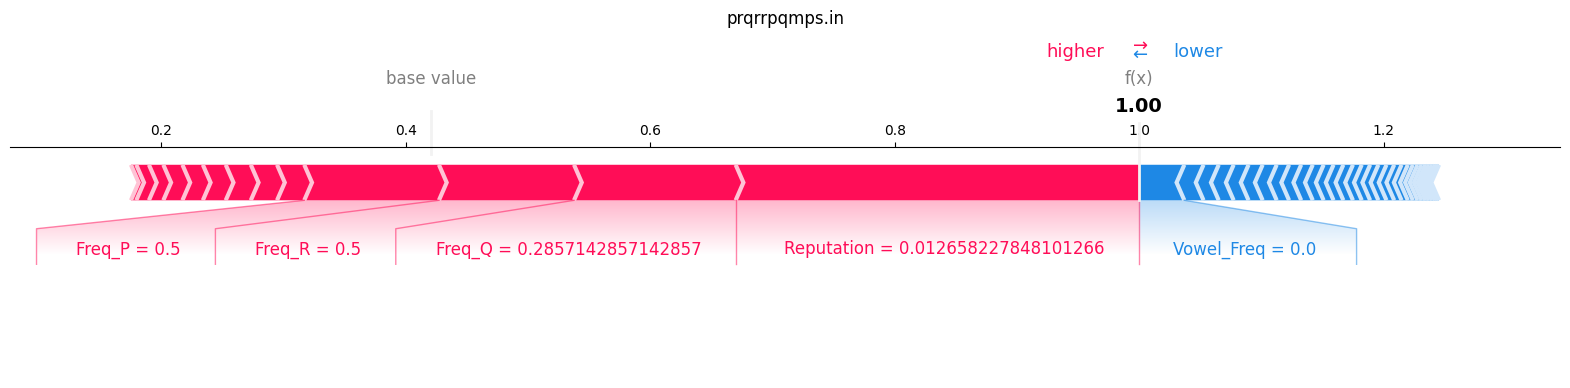 prqrrpqmps.in
higher → lower
←
base value f(x)
1.00
0.2 0.4 0.6 0.8 1.0 1.2
Freq_P = 0.5 Freq_R = 0.5 Freq_Q = 0.2857142857142857 Reputation = 0.012658227848101266 Vowel_Freq = 0.0